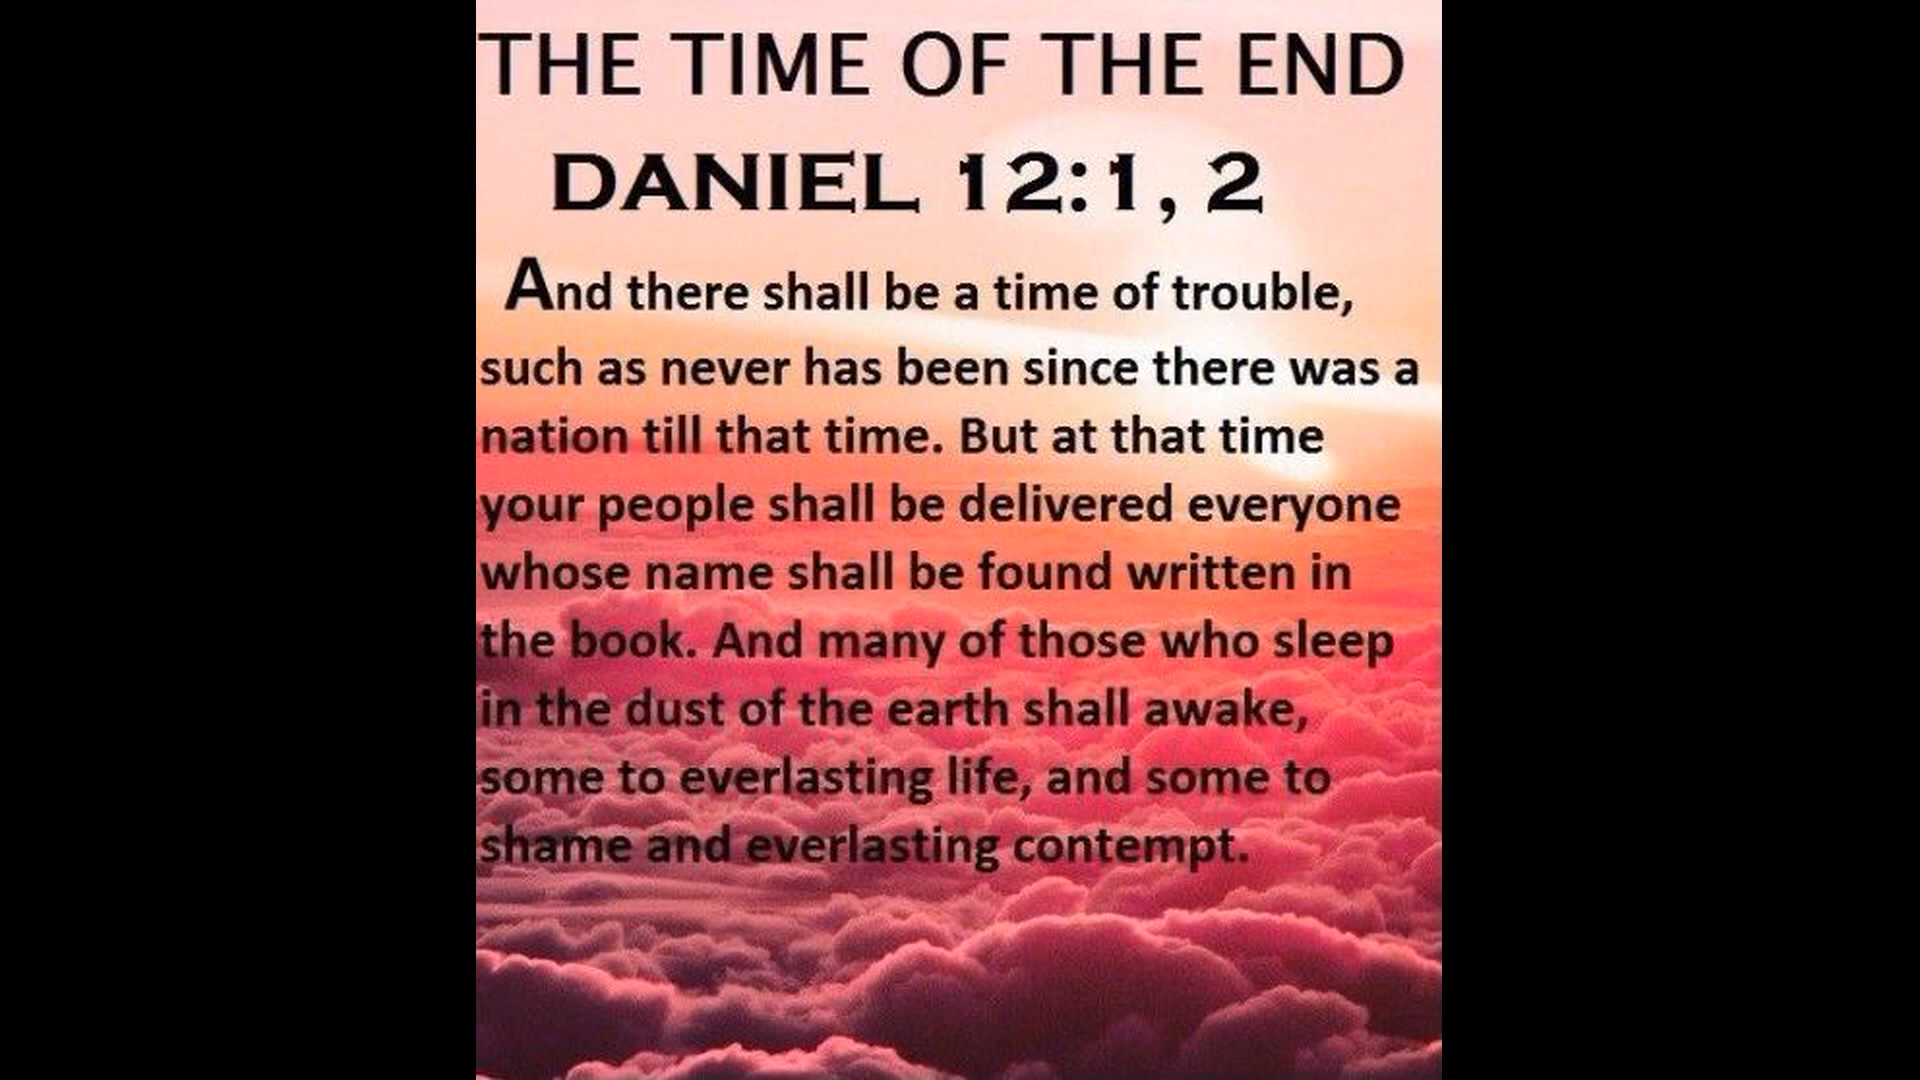 THE TIME OF THE END
DANIEL 12:1, 2
And there shall be a time of trouble,
such as never has been since there was a
nation till that time. But at that time
your people shall be delivered everyone
whose name shall be found written in
the book. And many of those who sleep
in the dust of the earth shall awake,
some to everlasting life, and some to
shame and everlasting contempt.